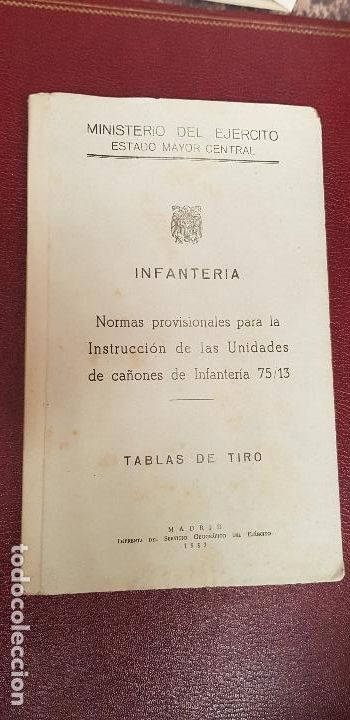 MINISTERIO DEL EJERCITO
ESTADO MAYOR CENTRAL
INFANTERIA
Normas provisionales para la
Instrucción de las Unidades
de cañones de Infantería 75/13
TABLAS DE TIRO
MADRID
IMPRENTA DEL SERVICIO GEOGRÁFICO DEL EJÉRCITO
todocoleccion